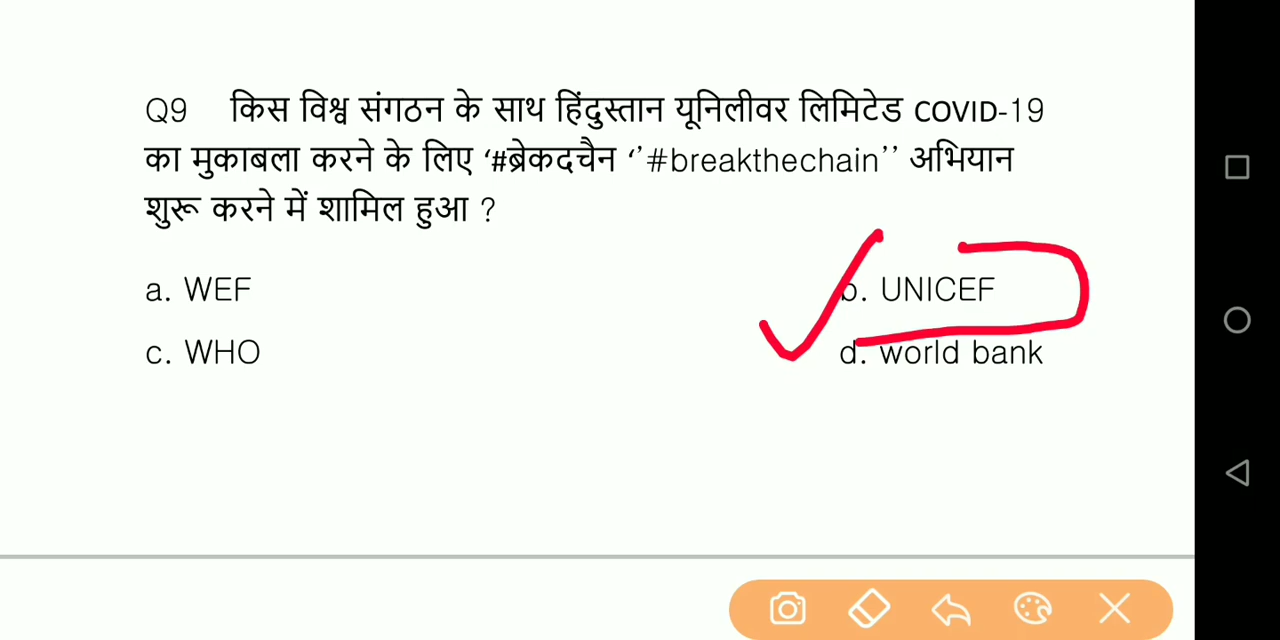 Q9 किस विश्व संगठन के साथ हिंदुस्तान यूनिलीवर लिमिटेड COVID-19
का मुकाबला करने के लिए ‘#ब्रेकदचैन ‘’#breakthechain’’ अभियान
शुरू करने में शामिल हुआ ?
a. WEF b. UNICEF
c. WHO d. world bank